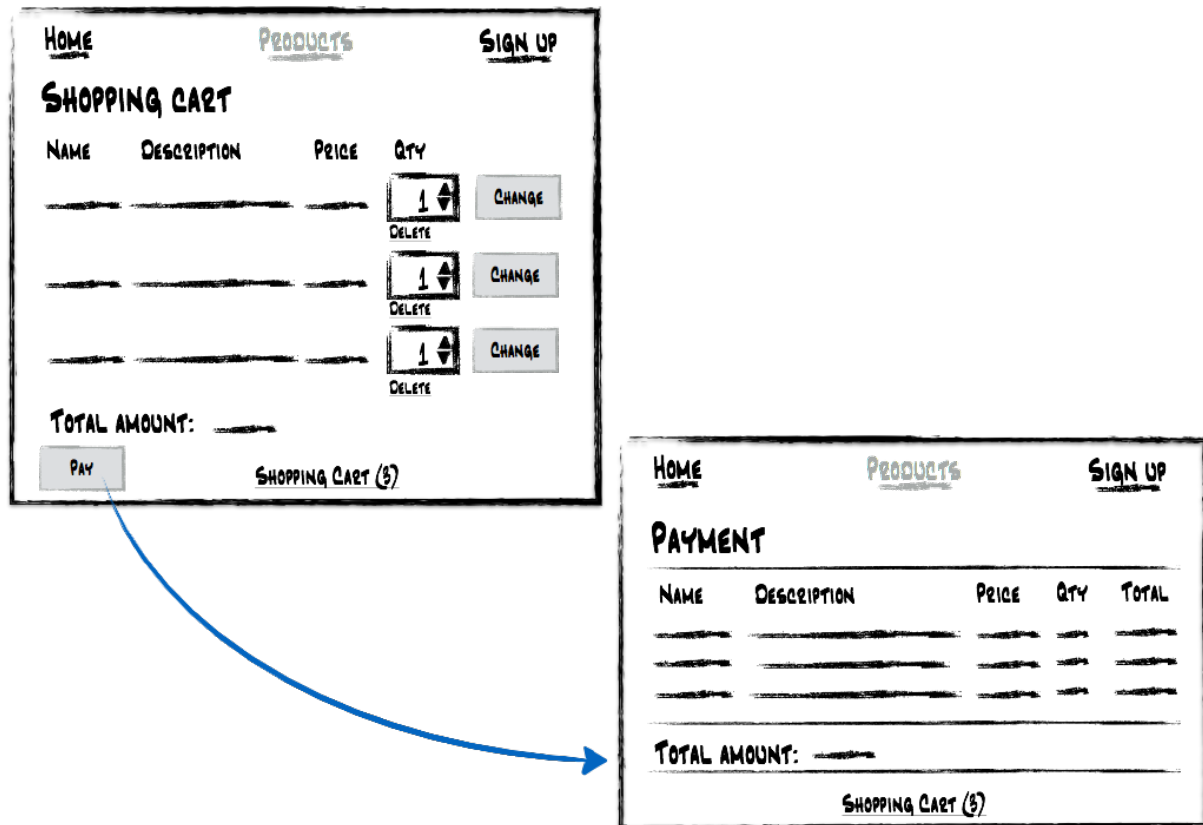 HOME PRODUCTS SIGN UP
SHOPPING CART
NAME DESCRIPTION PRICE QTY
1 CHANGE
DELETE
1 CHANGE
DELETE
1 CHANGE
DELETE
TOTAL AMOUNT:
PAY SHOPPING CART (3)
HOME PRODUCTS SIGN UP
PAYMENT
NAME DESCRIPTION PRICE QTY TOTAL
TOTAL AMOUNT:
SHOPPING CART (3)